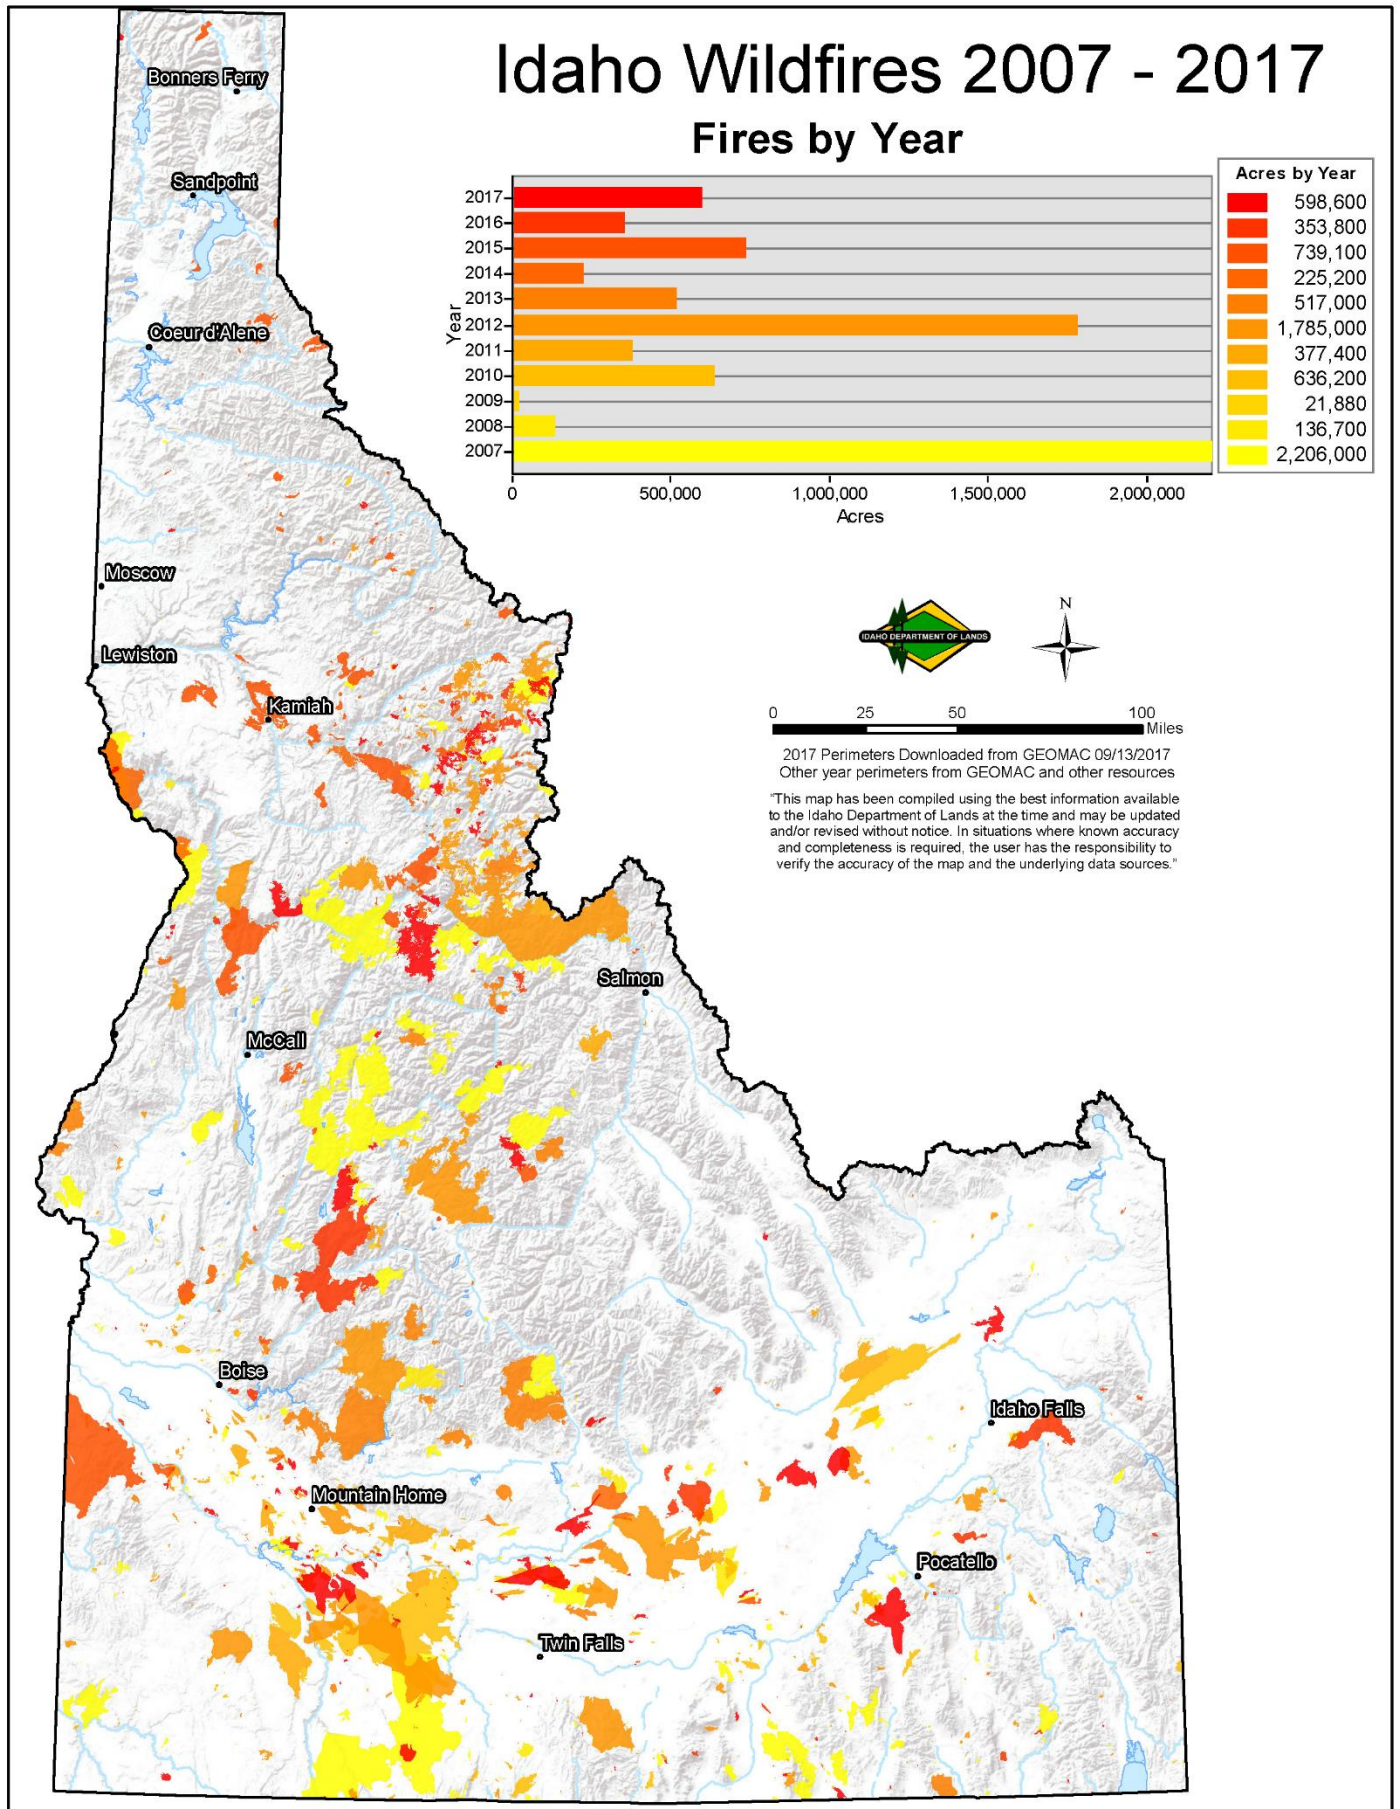 Idaho Wildfires 2007 - 2017
Fires by Year
Year
2017
2016
2015
2014
2013
2012
2011
2010
2009
2008
2007
0 500,000 1,000,000 1,500,000 2,000,000
Acres
Acres by Year
598,600
353,800
739,100
225,200
517,000
1,785,000
377,400
636,200
21,880
136,700
2,206,000
IDAHO DEPARTMENT OF LANDS
N
0 25 50 100
Miles
2017 Perimeters Downloaded from GEOMAC 09/13/2017
Other year perimeters from GEOMAC and other resources
"This map has been compiled using the best information available
to the Idaho Department of Lands at the time and may be updated
and/or revised without notice. In situations where known accuracy
and completeness is required, the user has the responsibility to
verify the accuracy of the map and the underlying data sources."
Bonners Ferry
Sandpoint
Coeur d'Alene
Moscow
Lewiston
Kamiah
Salmon
McCall
Boise
Idaho Falls
Mountain Home
Pocatello
Twin Falls